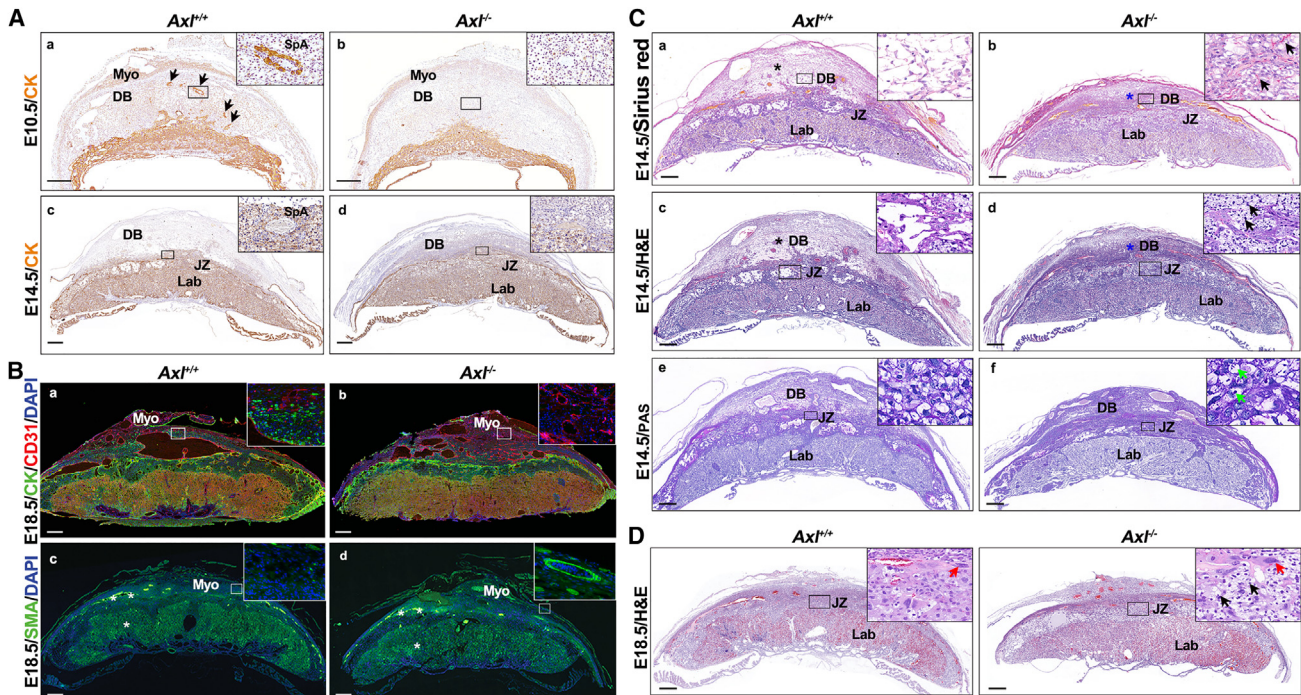 A
Axl+/+
Axl-/-
E10.5/CK
a
SpA
Myo
DB
b
Myo
DB
E14.5/CK
c
SpA
DB
JZ
Lab
d
DB
JZ
Lab
B
Axl+/+
Axl-/-
E18.5/CK/CD31/DAPI
a
Myo
b
Myo
E18.5/SMA/DAPI
c
Myo
*
*
*
d
Myo
*
*
*
C
Axl+/+
Axl-/-
E14.5/Sirius red
a
*
DB
JZ
Lab
b
*
DB
JZ
Lab
E14.5/H&E
c
*
DB
JZ
Lab
d
DB
*
JZ
Lab
E14.5/PAS
e
DB
JZ
Lab
f
DB
JZ
Lab
D
Axl+/+
Axl-/-
E18.5/H&E
JZ
Lab
JZ
Lab